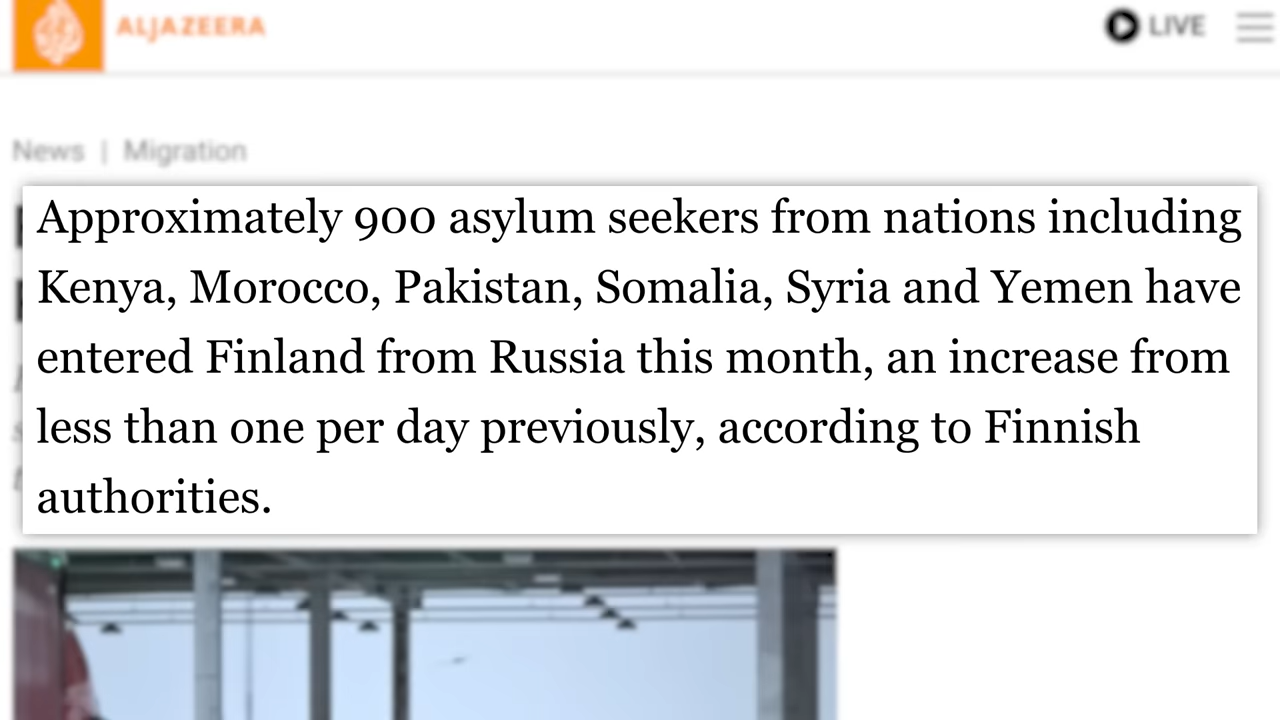 ALJAZEERA
LIVE
News | Migration
Approximately 900 asylum seekers from nations including
Kenya, Morocco, Pakistan, Somalia, Syria and Yemen have
entered Finland from Russia this month, an increase from
less than one per day previously, according to Finnish
authorities.